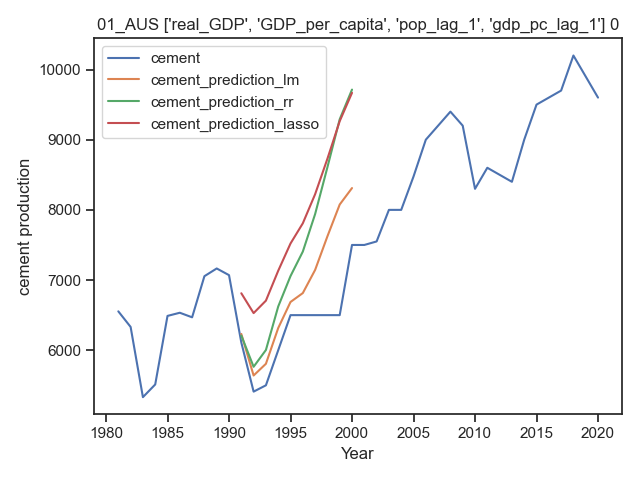 01_AUS ['real_GDP', 'GDP_per_capita', 'pop_lag_1', 'gdp_pc_lag_1'] 0
cement
cement_prediction_lm
cement_prediction_rr
cement_prediction_lasso
cement production
10000
9000
8000
7000
6000
1980 1985 1990 1995 2000 2005 2010 2015 2020
Year